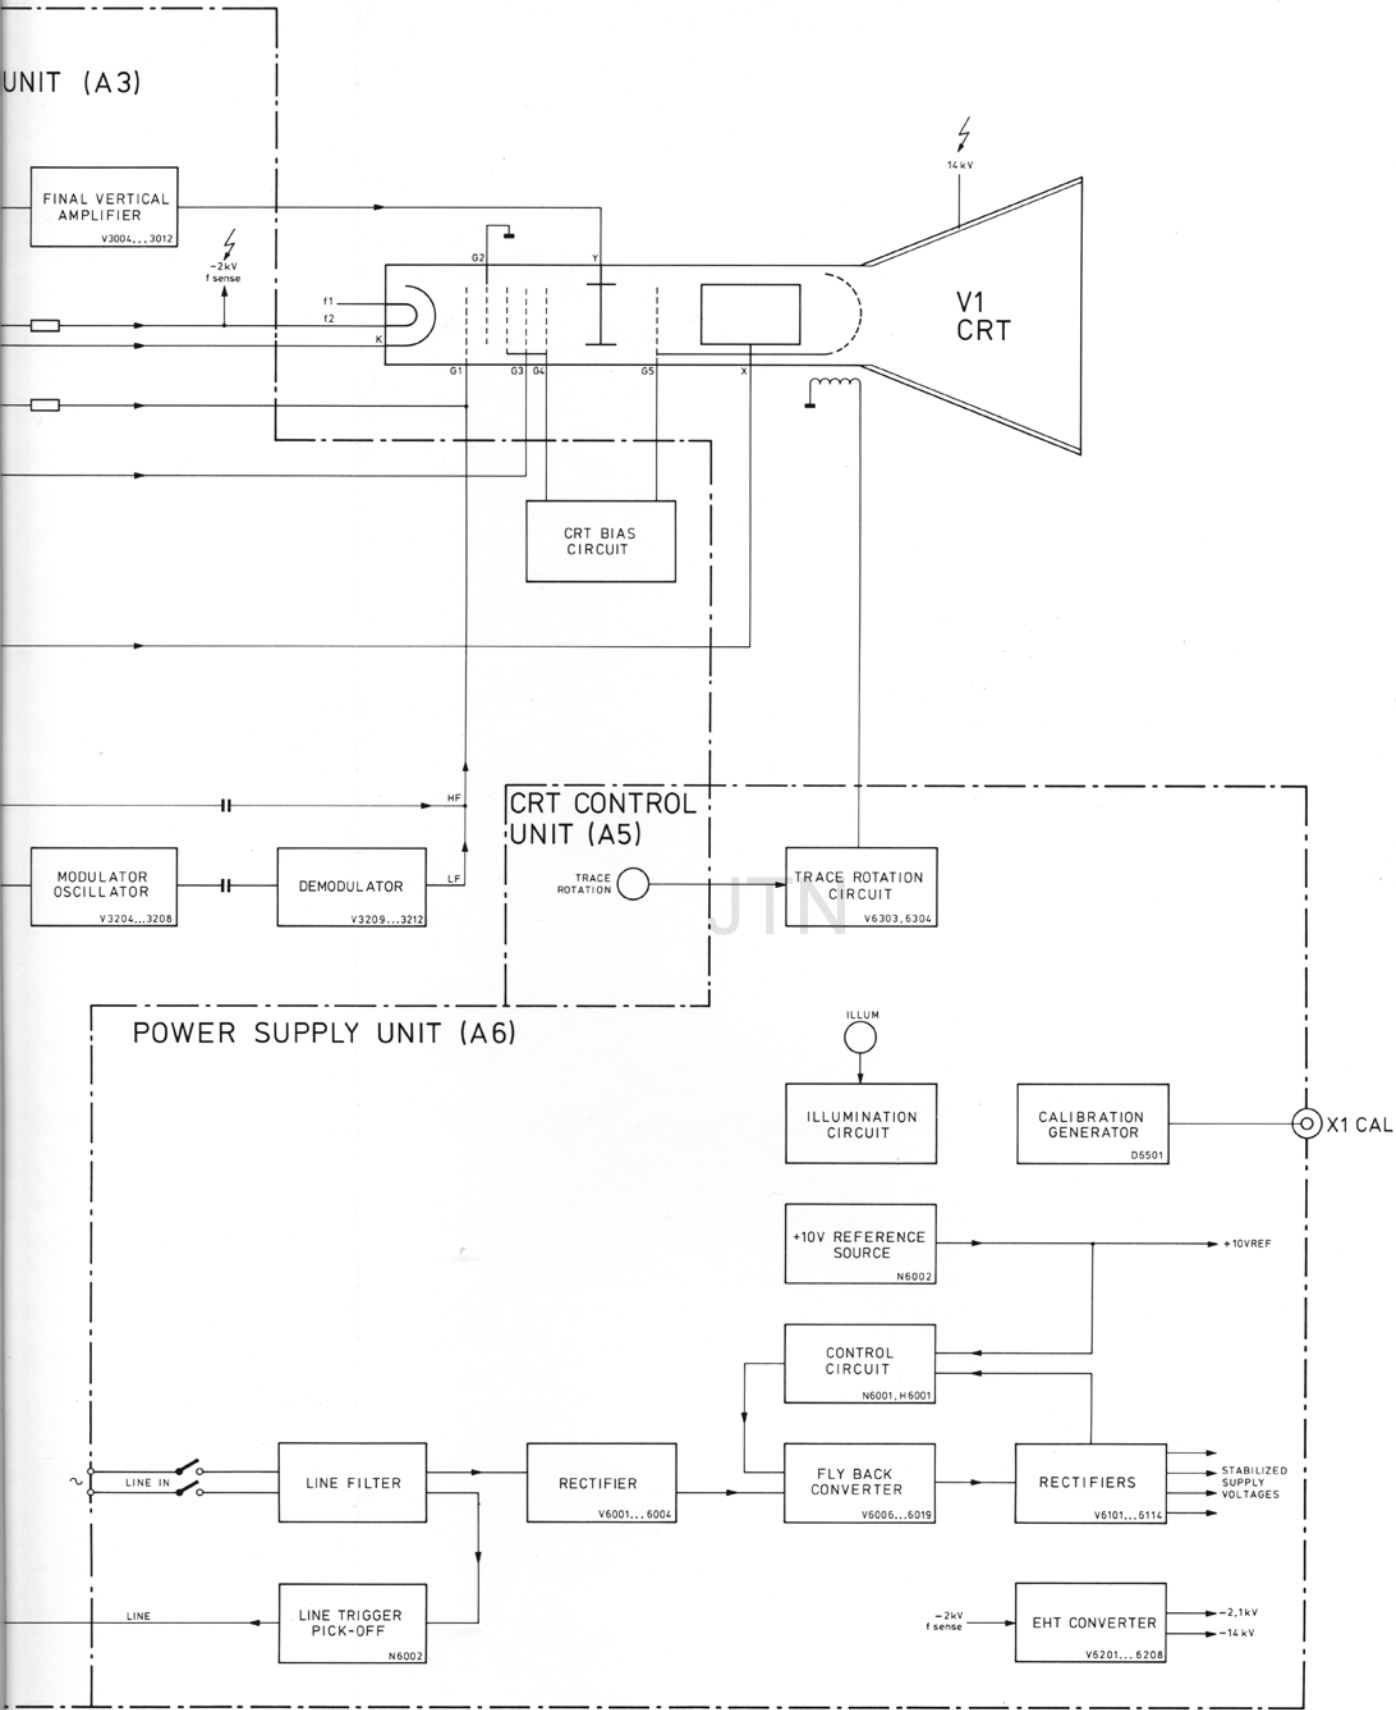 UNIT (A3)
14kV
FINAL VERTICAL
AMPLIFIER
V3004...3012
-2kV
f sense
G2
Y
f1
f2
K
V1
CRT
G1
G3
G4
G5
X
CRT BIAS
CIRCUIT
HF
CRT CONTROL
UNIT (A5)
MODULATOR
OSCILLATOR
V3204...3208
DEMODULATOR
V3209...3212
LF
TRACE
ROTATION
TRACE ROTATION
CIRCUIT
V6303,6304
JTN
POWER SUPPLY UNIT (A6)
ILLUM
ILLUMINATION
CIRCUIT
CALIBRATION
GENERATOR
D6501
X1 CAL
+10V REFERENCE
SOURCE
N6002
+10VREF
CONTROL
CIRCUIT
N6001,H6001
~
LINE IN
LINE FILTER
RECTIFIER
V6001...6004
FLY BACK
CONVERTER
V6006...6019
RECTIFIERS
V6101...6114
STABILIZED
SUPPLY
VOLTAGES
LINE
LINE TRIGGER
PICK-OFF
N6002
-2kV
f sense
EHT CONVERTER
V6201...6208
-2,1kV
-14kV